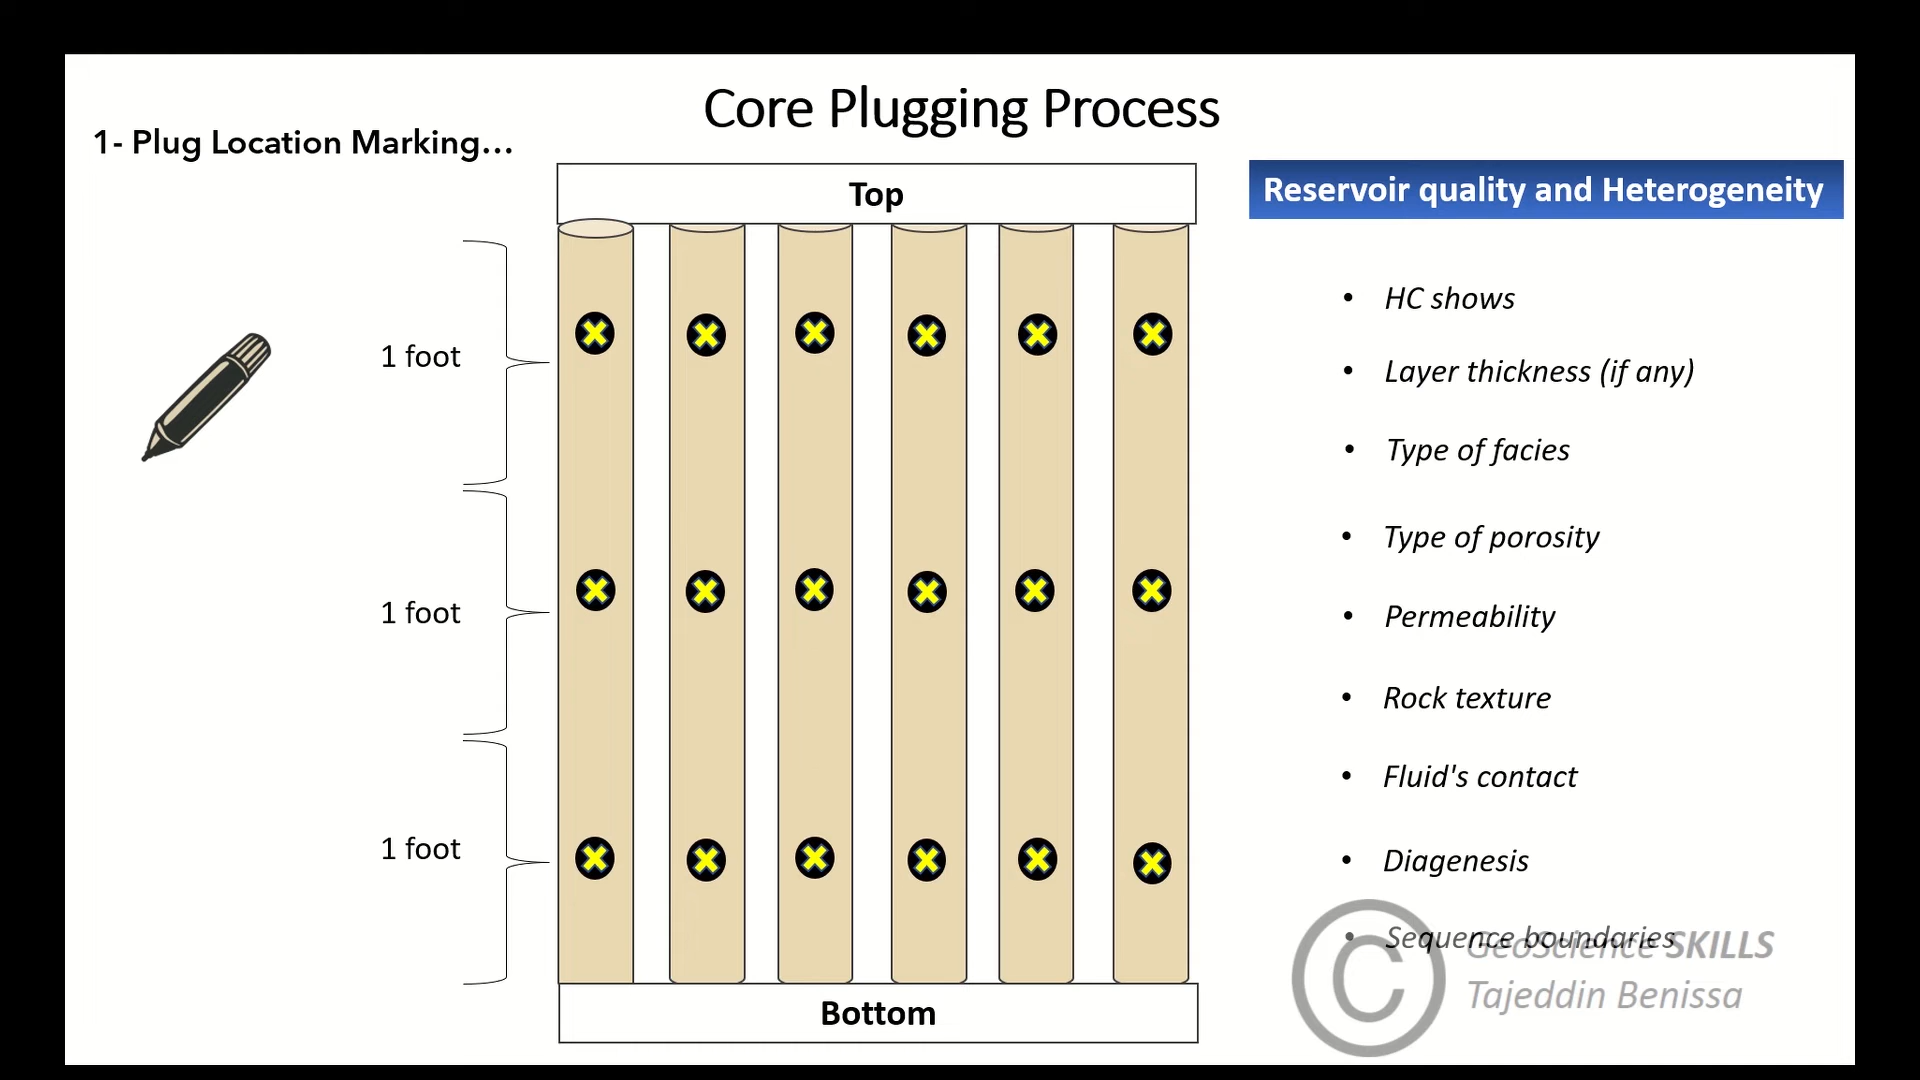 Core Plugging Process
1- Plug Location Marking...
Top
Reservoir quality and Heterogeneity
1 foot
1 foot
1 foot
• HC shows
• Layer thickness (if any)
• Type of facies
• Type of porosity
• Permeability
• Rock texture
• Fluid's contact
• Diagenesis
• Sequence boundaries
Bottom
© GeoScience SKILLS
Tajeddin Benissa